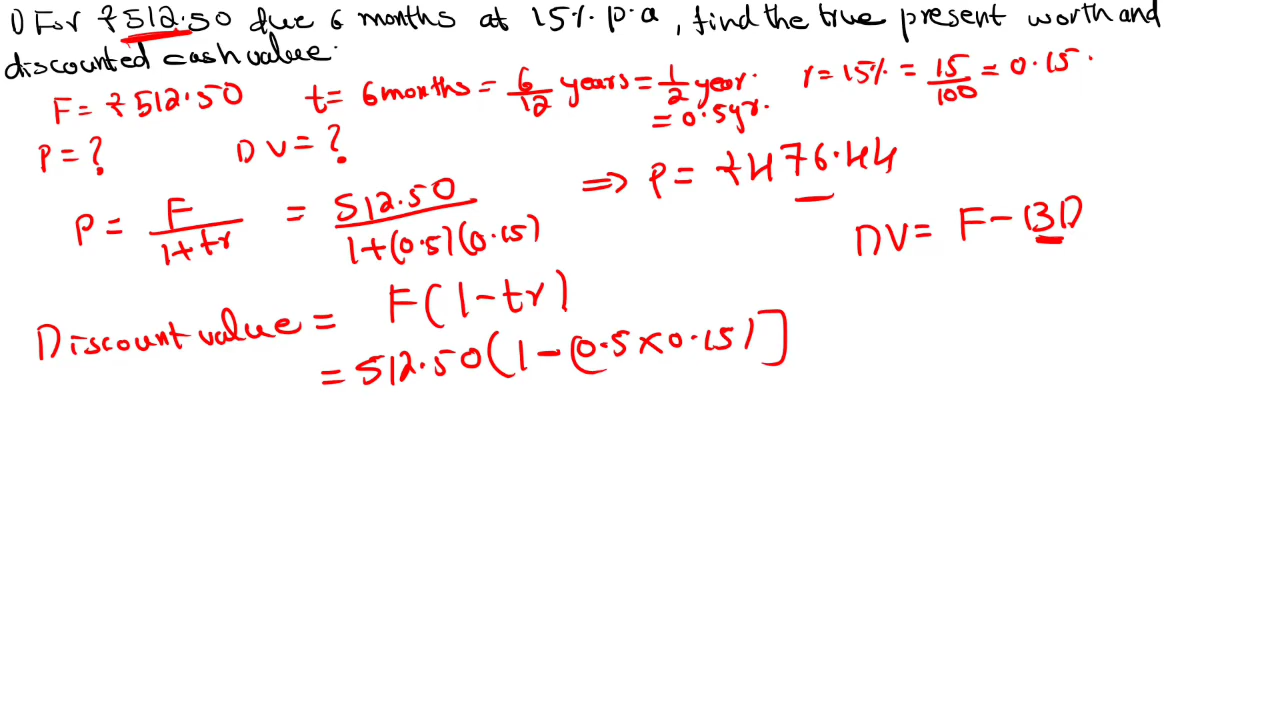 1) For ₹512.50 due 6 months at 15%. p.a, find the true present worth and
discounted cash value.
F = ₹512.50 t = 6 months = 6/12 years = 1/2 year. r = 15% = 15/100 = 0.15.
= 0.5yr.
P = ? DV = ?
P = F/1+tr = 512.50/1+(0.5)(0.15) ⇒ P = ₹476.44
DV = F - BD
Discount value = F(1-tr)
= 512.50(1-(0.5×0.15)]